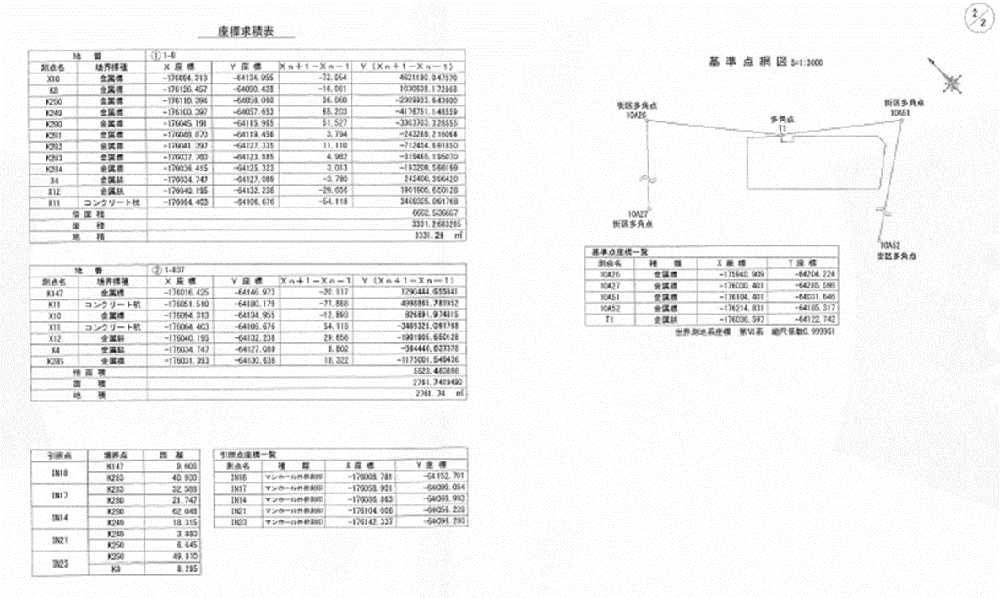 2/2
座標求積表
地番 ①1-8
測点名 境界標種 X座標 Y座標 Xn+1-Xn-1 Y(Xn+1-Xn-1)
X10 金属標 -176094.313 -64134.955 -72.054 4621180.047570
K8 金属標 -176136.457 -64090.428 -16.081 1030638.172668
K250 金属標 -176110.394 -64058.060 36.060 -2309933.643600
K249 金属標 -176100.397 -64057.653 65.203 -4176751.148559
K280 金属標 -176045.191 -64115.965 51.527 -3303703.328555
K281 金属標 -176048.870 -64119.456 3.794 -243269.216064
K282 金属標 -176041.397 -64127.335 11.110 -712454.691850
K283 金属標 -176037.760 -64123.885 4.982 -319465.195070
K284 金属標 -176036.415 -64125.323 3.013 -193209.598199
X4 金属鋲 -176034.747 -64127.089 -3.780 242400.396420
X12 金属鋲 -176040.195 -64132.238 -29.656 1901905.650128
X11 コンクリート杭 -176064.403 -64106.676 -54.118 3469325.091768
倍面積 6662.536657
面積 3331.2683285
地積 3331.26 ㎡
地番 ②1-837
測点名 境界標種 X座標 Y座標 Xn+1-Xn-1 Y(Xn+1-Xn-1)
K147 金属標 -176016.425 -64146.973 -20.117 1290444.655841
K11 コンクリート杭 -176051.510 -64180.179 -77.888 4998865.781952
X10 金属標 -176094.313 -64134.955 -12.893 826891.974815
X11 コンクリート杭 -176064.403 -64106.676 54.118 -3469325.091768
X12 金属鋲 -176040.195 -64132.238 29.656 -1901905.650128
X4 金属鋲 -176034.747 -64127.089 8.802 -564446.637378
K285 金属標 -176031.393 -64130.638 18.322 -1175001.549436
倍面積 5523.483898
面積 2761.7419490
地積 2761.74 ㎡
引照点 境界点 距離
IN18 K147 9.606
K283 40.930
IN17 K283 32.588
K280 21.747
IN14 K280 62.048
K249 18.315
IN21 K249 3.880
K250 6.645
IN23 K250 49.810
K8 8.295
引照点座標一覧
測点名 種類 X座標 Y座標
IN18 マンホール外枠刻印 -176008.781 -64152.791
IN17 マンホール外枠刻印 -176058.901 -64099.084
IN14 マンホール外枠刻印 -64069.993
IN21 マンホール外枠刻印 -176104.006 -64056.238
IN23 マンホール外枠刻印 -176142.337 -64096.280
基準点網図 S=1:3000
街区多角点
10A26
多角点
T1
街区多角点
10A51
10A27
街区多角点
10A52
街区多角点
基準点座標一覧
測点名 種類 X座標 Y座標
10A26 金属標 -175940.909 -64204.224
10A27 金属標 -176030.401 -64285.598
10A51 金属標 -176104.401 -64031.646
10A52 金属標 -176214.831 -64185.317
T1 金属鋲 -176036.597 -64122.742
世界測地系座標 第Ⅵ系 縮尺係数0.999951